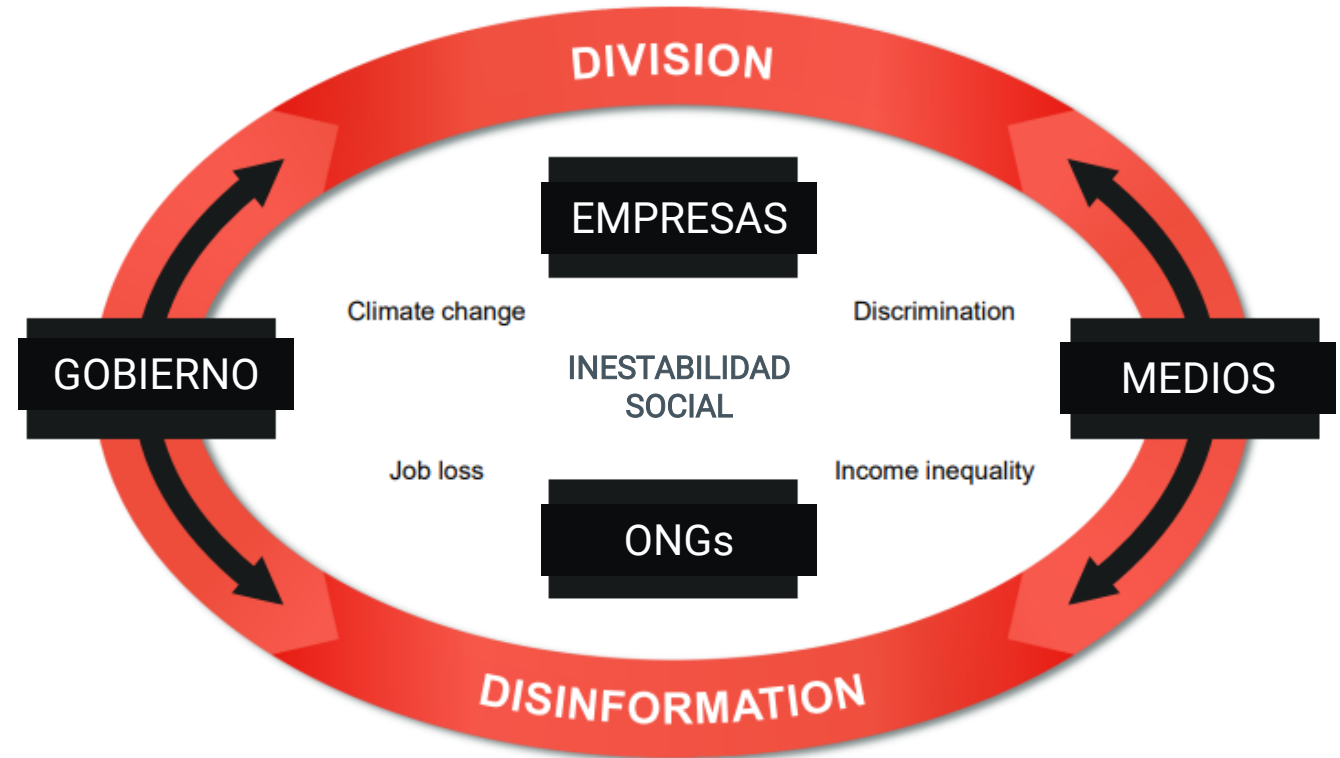 DIVISION
EMPRESAS
Climate change
Discrimination
GOBIERNO
INESTABILIDAD
SOCIAL
MEDIOS
Job loss
Income inequality
ONGs
DISINFORMATION